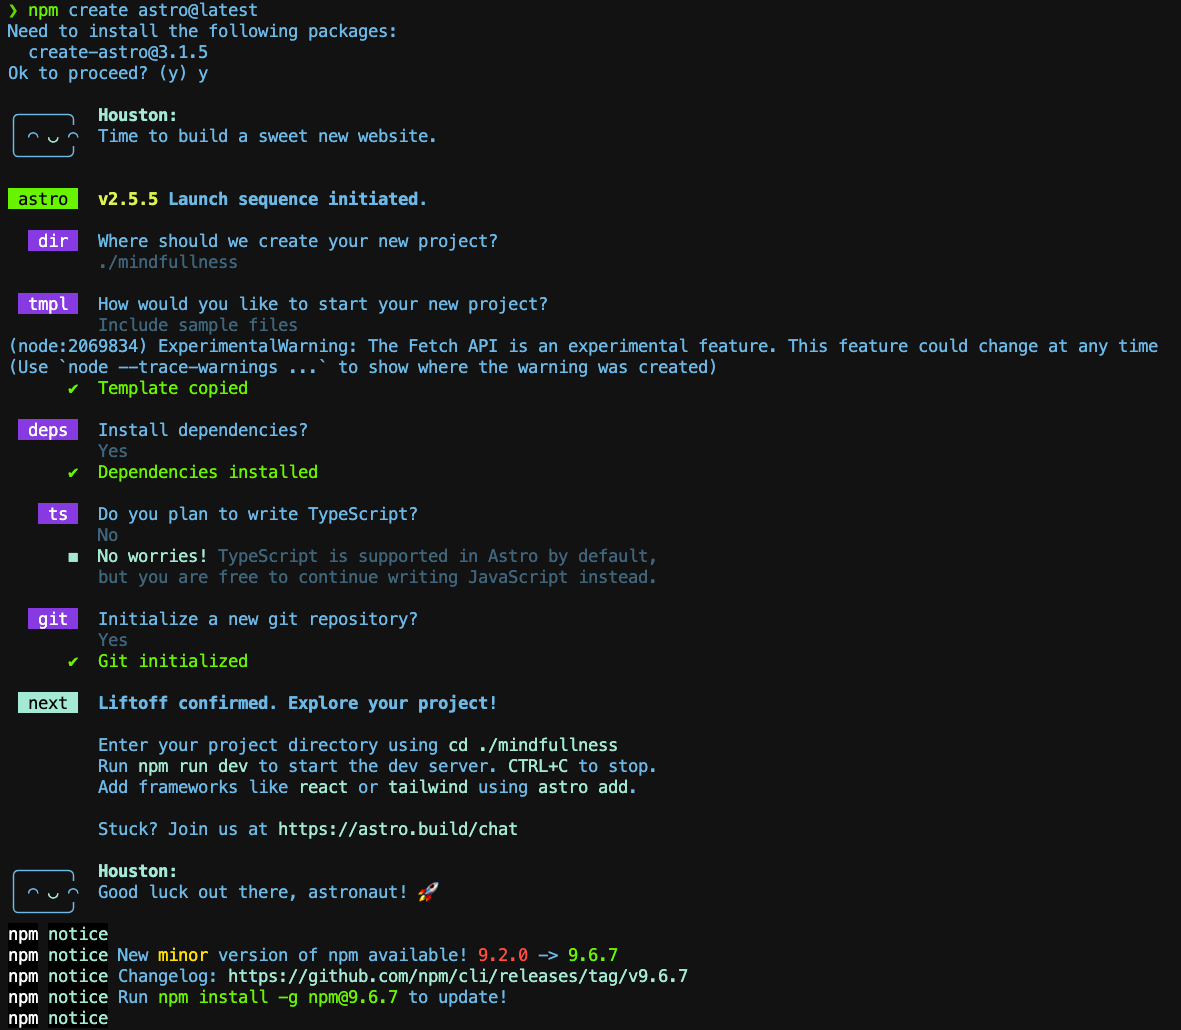 ❯ npm create astro@latest
Need to install the following packages:
  create-astro@3.1.5
Ok to proceed? (y) y
Houston:
Time to build a sweet new website.
astro v2.5.5 Launch sequence initiated.
dir Where should we create your new project?
./mindfullness
tmpl How would you like to start your new project?
Include sample files
(node:2069834) ExperimentalWarning: The Fetch API is an experimental feature. This feature could change at any time
(Use `node --trace-warnings ...` to show where the warning was created)
✔ Template copied
deps Install dependencies?
Yes
✔ Dependencies installed
ts Do you plan to write TypeScript?
No
■ No worries! TypeScript is supported in Astro by default,
but you are free to continue writing JavaScript instead.
git Initialize a new git repository?
Yes
✔ Git initialized
next Liftoff confirmed. Explore your project!
Enter your project directory using cd ./mindfullness
Run npm run dev to start the dev server. CTRL+C to stop.
Add frameworks like react or tailwind using astro add.
Stuck? Join us at https://astro.build/chat
Houston:
Good luck out there, astronaut! 🚀
npm notice
npm notice New minor version of npm available! 9.2.0 -> 9.6.7
npm notice Changelog: https://github.com/npm/cli/releases/tag/v9.6.7
npm notice Run npm install -g npm@9.6.7 to update!
npm notice